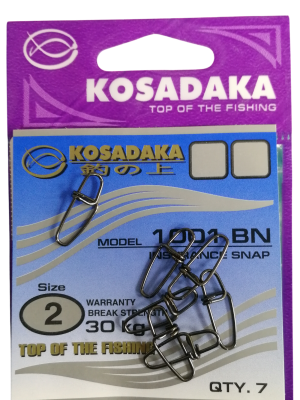 KOSADAKA
TOP OF THE FISHING
KOSADAKA
釣の上
MODEL 1001-BN
INSURANCE SNAP
Size
2
WARRANTY
BREAK STRENGTH
30 Kg
TOP OF THE FISHING
QTY. 7